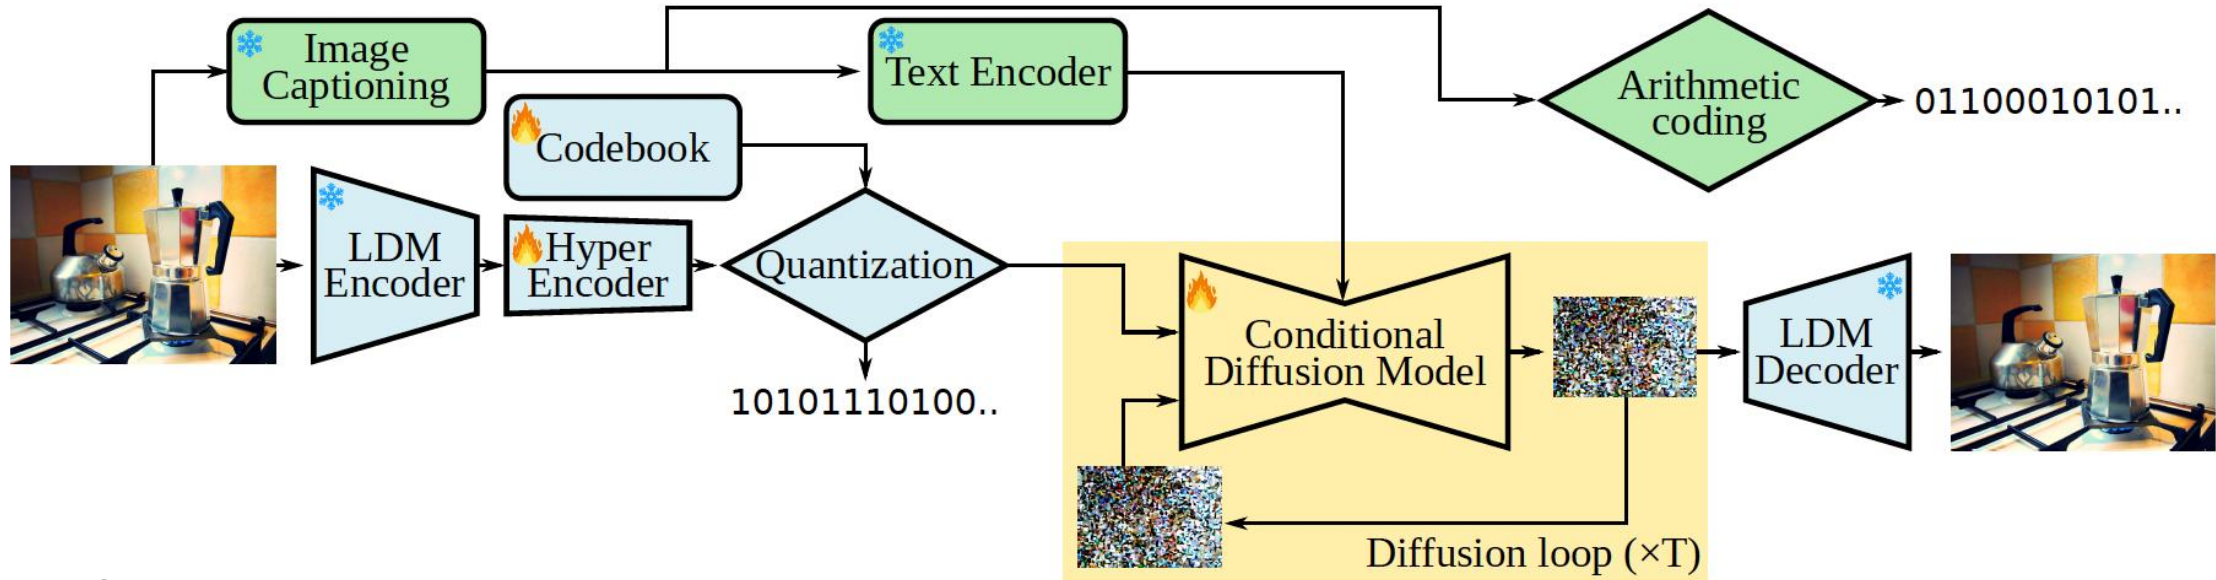 Image
Captioning
Text Encoder
Arithmetic
coding
01100010101..
Codebook
LDM
Encoder
Hyper
Encoder
Quantization
10101110100..
Conditional
Diffusion Model
LDM
Decoder
Diffusion loop (×T)